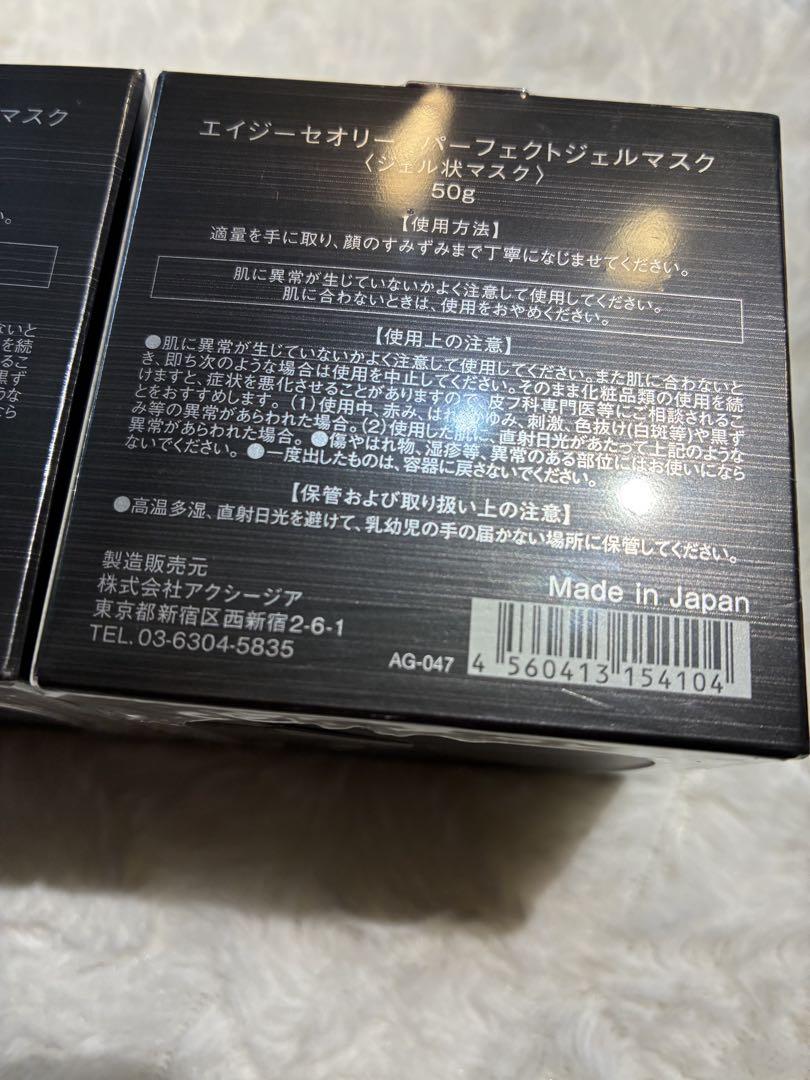 マスク
エイジーセオリー パーフェクトジェルマスク
〈ジェル状マスク〉
50g
【使用方法】
適量を手に取り、顔のすみずみまで丁寧になじませてください。
肌に異常が生じていないかよく注意して使用してください。
肌に合わないときは、使用をおやめください。
【使用上の注意】
●肌に異常が生じていないかよく注意して使用してください。また肌に合わないと
き、即ち次のような場合は使用を中止してください。そのまま化粧品類の使用を続
けますと、症状を悪化させることがありますので、皮フ科専門医等にご相談されるこ
とをおすすめします。(1)使用中、赤み、はれ、かゆみ、刺激、色抜け(白斑等)や黒ず
み等の異常があらわれた場合。(2)使用した肌に、直射日光があたって上記のような
異常があらわれた場合。●傷やはれ物、湿疹等、異常のある部位にはお使いになら
ないでください。●一度出したものは、容器に戻さないでください。
【保管および取り扱い上の注意】
●高温多湿、直射日光を避けて、乳幼児の手の届かない場所に保管してください。
製造販売元
株式会社アクシージア
東京都新宿区西新宿2-6-1
TEL. 03-6304-5835
Made in Japan
AG-047
4 560413 154104